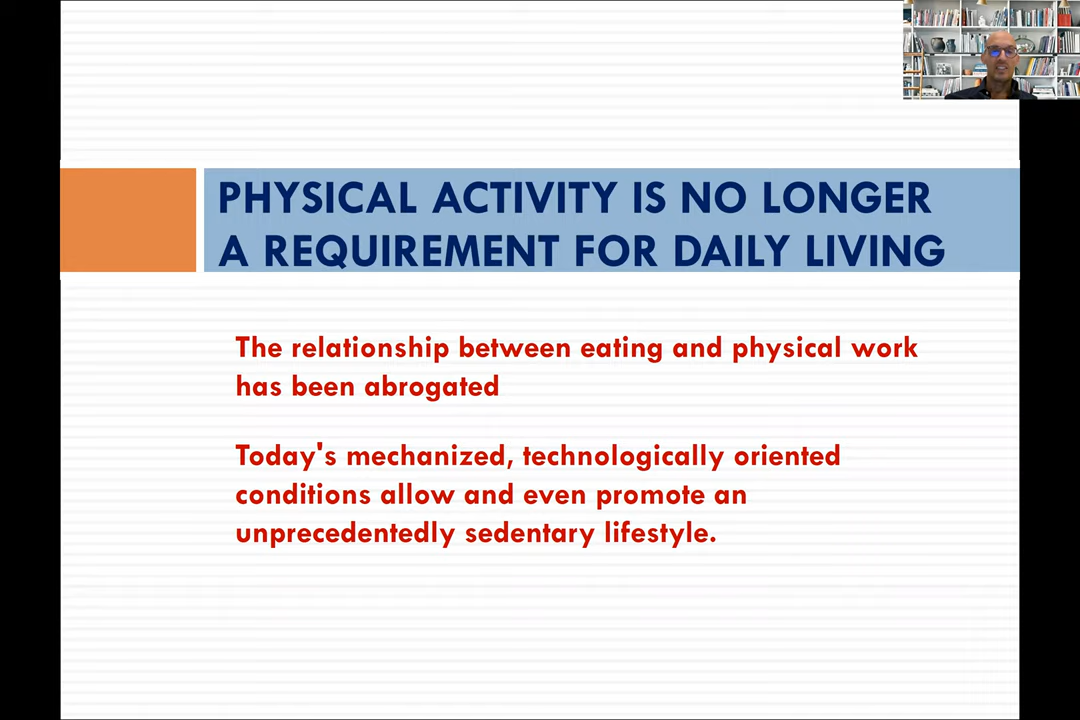 PHYSICAL ACTIVITY IS NO LONGER
A REQUIREMENT FOR DAILY LIVING
The relationship between eating and physical work
has been abrogated
Today's mechanized, technologically oriented
conditions allow and even promote an
unprecedentedly sedentary lifestyle.